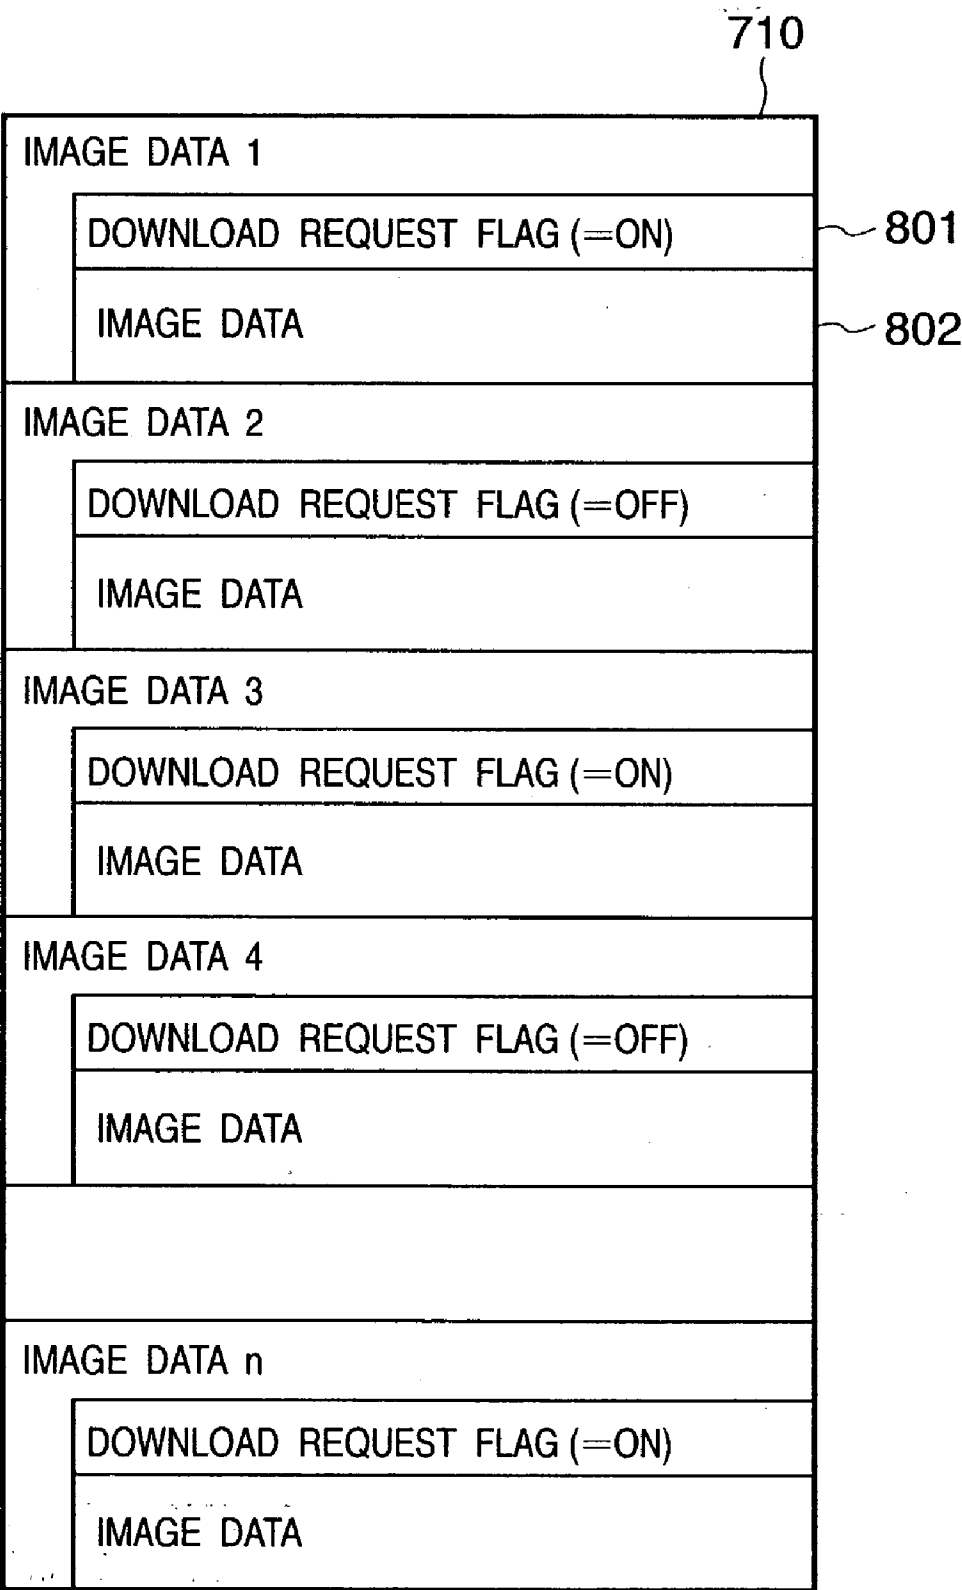 710
IMAGE DATA 1
DOWNLOAD REQUEST FLAG (=ON)
801
IMAGE DATA
802
IMAGE DATA 2
DOWNLOAD REQUEST FLAG (=OFF)
IMAGE DATA
IMAGE DATA 3
DOWNLOAD REQUEST FLAG (=ON)
IMAGE DATA
IMAGE DATA 4
DOWNLOAD REQUEST FLAG (=OFF)
IMAGE DATA
IMAGE DATA n
DOWNLOAD REQUEST FLAG (=ON)
IMAGE DATA